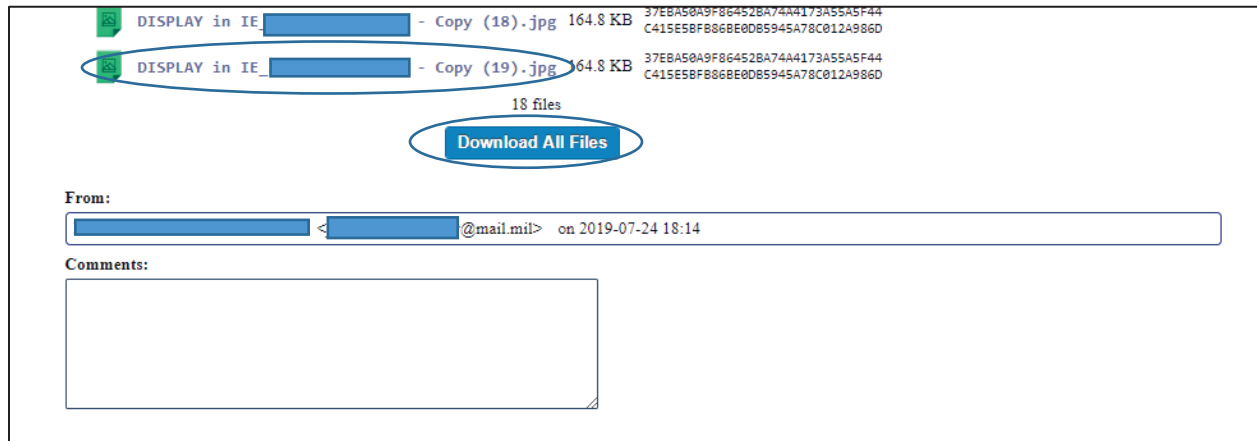 DISPLAY in IE_ - Copy (18).jpg 164.8 KB 37EBA50A9F86452BA74A4173A55A5F44
C415E5BFB86BE0DB5945A78C012A986D
DISPLAY in IE_ - Copy (19).jpg 164.8 KB 37EBA50A9F86452BA74A4173A55A5F44
C415E5BFB86BE0DB5945A78C012A986D
18 files
Download All Files
From:
< @mail.mil> on 2019-07-24 18:14
Comments: